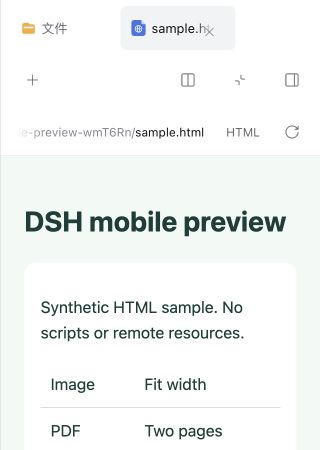 文件
sample.h
e-preview-wmT6Rn/sample.html HTML
DSH mobile preview
Synthetic HTML sample. No
scripts or remote resources.
Image Fit width
PDF Two pages